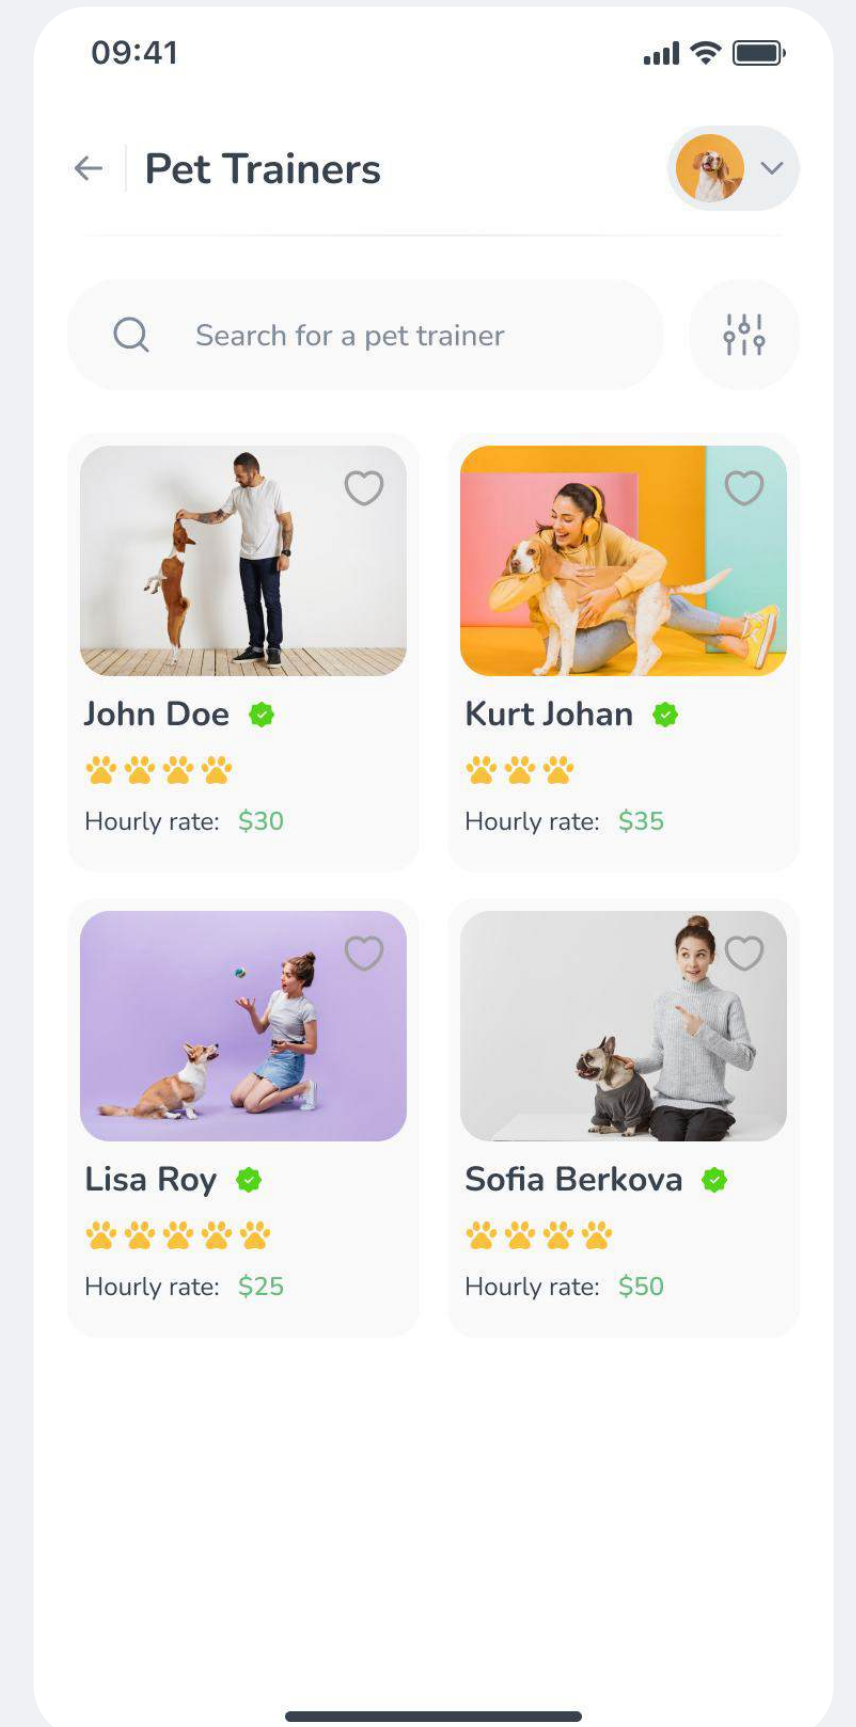 09:41
Pet Trainers
Search for a pet trainer
John Doe
Hourly rate: $30
Kurt Johan
Hourly rate: $35
Lisa Roy
Hourly rate: $25
Sofia Berkova
Hourly rate: $50